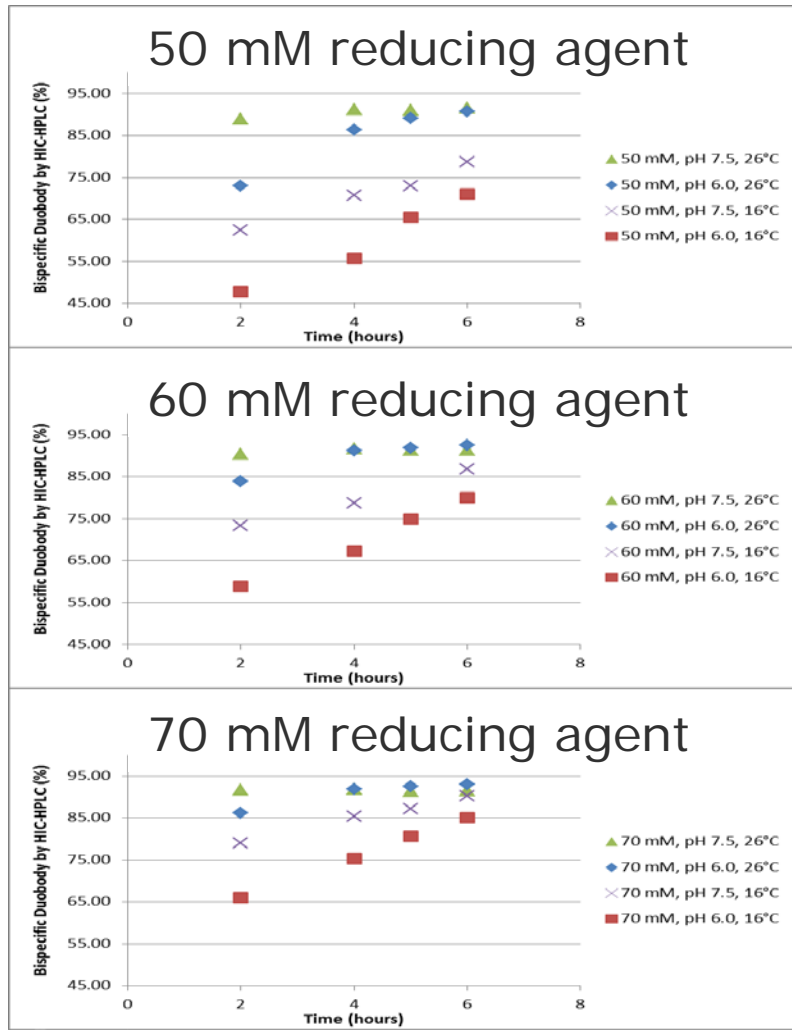 50 mM reducing agent
Bispecific Duobody by HIC-HPLC (%)
95.00
85.00
75.00
65.00
55.00
45.00
0 2 4 6 8
Time (hours)
50 mM, pH 7.5, 26°C
50 mM, pH 6.0, 26°C
50 mM, pH 7.5, 16°C
50 mM, pH 6.0, 16°C
60 mM reducing agent
Bispecific Duobody by HIC-HPLC (%)
95.00
85.00
75.00
65.00
55.00
45.00
0 2 4 6 8
Time (hours)
60 mM, pH 7.5, 26°C
60 mM, pH 6.0, 26°C
60 mM, pH 7.5, 16°C
60 mM, pH 6.0, 16°C
70 mM reducing agent
Bispecific Duobody by HIC-HPLC (%)
95.00
85.00
75.00
65.00
55.00
45.00
0 2 4 6 8
Time (hours)
70 mM, pH 7.5, 26°C
70 mM, pH 6.0, 26°C
70 mM, pH 7.5, 16°C
70 mM, pH 6.0, 16°C